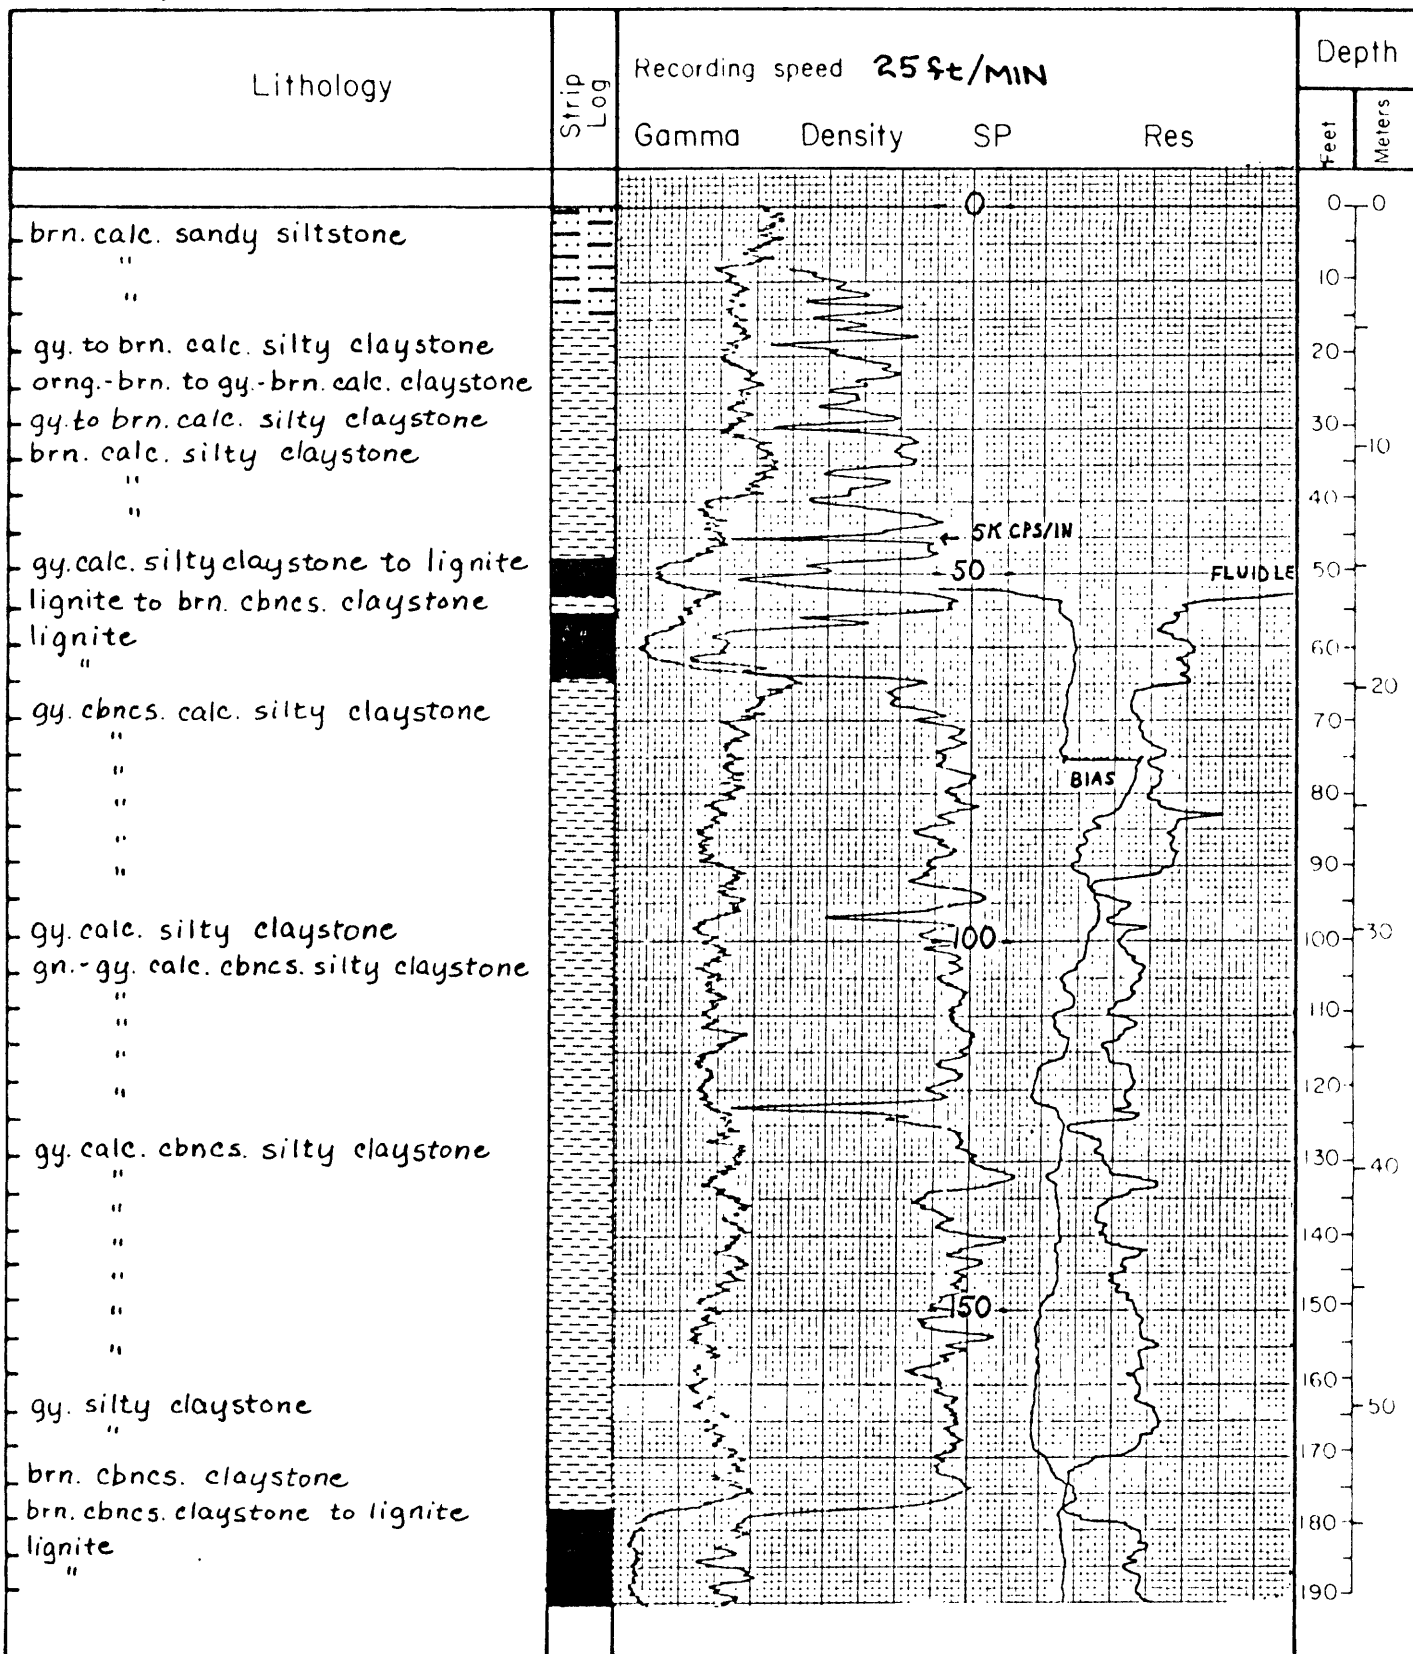 Lithology
Strip Log
Recording speed 25 ft/MIN
Gamma Density SP Res
Depth
Feet
Meters
0
0 0
brn. calc. sandy siltstone
"
10
"
gy. to brn. calc. silty claystone
20
orng.-brn. to gy.-brn. calc. claystone
gy. to brn. calc. silty claystone
30
brn. calc. silty claystone
10
"
40
"
5K CPS/IN
gy. calc. silty claystone to lignite
50 FLUID LE
50
lignite to brn. cbncs. claystone
lignite
60
"
20
gy. cbncs. calc. silty claystone
70
"
"
BIAS
80
"
"
90
"
gy. calc. silty claystone
100
100 30
gn.-gy. calc. cbncs. silty claystone
"
110
"
"
120
"
gy. calc. cbncs. silty claystone
130
40
"
"
140
"
"
150
150
"
"
160
gy. silty claystone
50
"
170
brn. cbncs. claystone
brn. cbncs. claystone to lignite
180
lignite
"
190